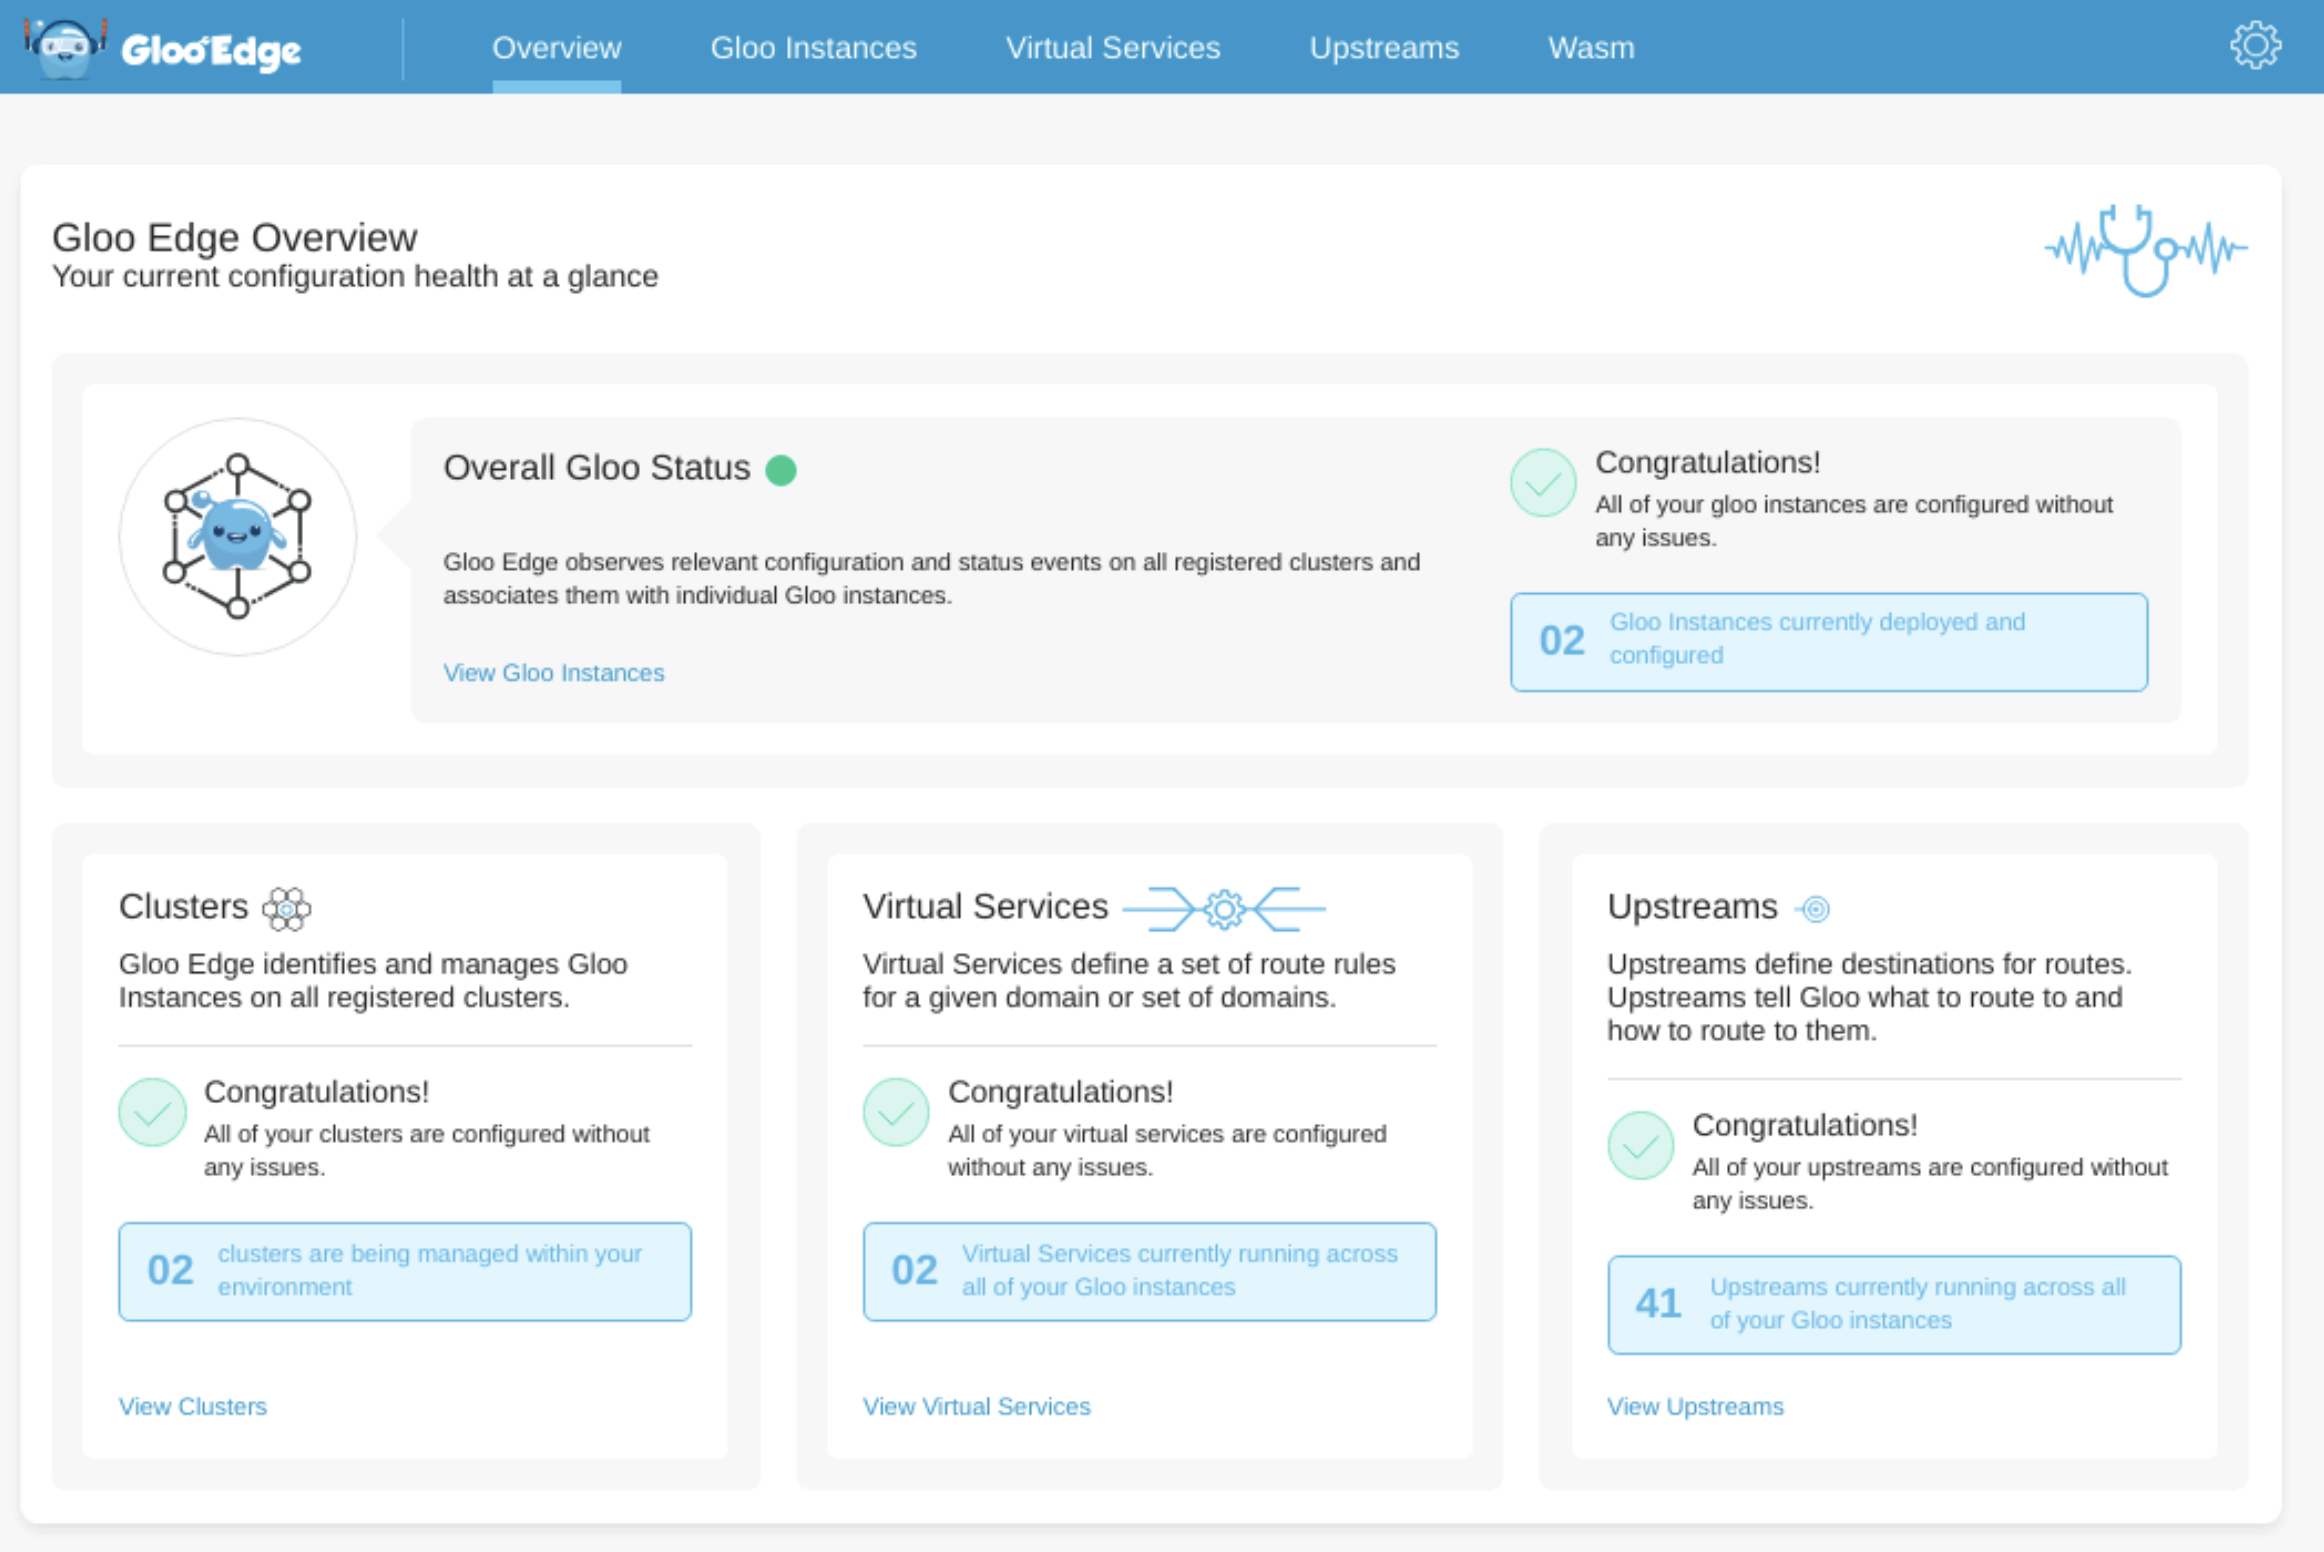 Gloo Edge
Overview
Gloo Instances
Virtual Services
Upstreams
Wasm
Gloo Edge Overview
Your current configuration health at a glance
Overall Gloo Status
Gloo Edge observes relevant configuration and status events on all registered clusters and
associates them with individual Gloo instances.
View Gloo Instances
Congratulations!
All of your gloo instances are configured without
any issues.
02
Gloo Instances currently deployed and
configured
Clusters
Gloo Edge identifies and manages Gloo
Instances on all registered clusters.
Congratulations!
All of your clusters are configured without
any issues.
02
clusters are being managed within your
environment
View Clusters
Virtual Services
Virtual Services define a set of route rules
for a given domain or set of domains.
Congratulations!
All of your virtual services are configured
without any issues.
02
Virtual Services currently running across
all of your Gloo instances
View Virtual Services
Upstreams
Upstreams define destinations for routes.
Upstreams tell Gloo what to route to and
how to route to them.
Congratulations!
All of your upstreams are configured without
any issues.
41
Upstreams currently running across all
of your Gloo instances
View Upstreams